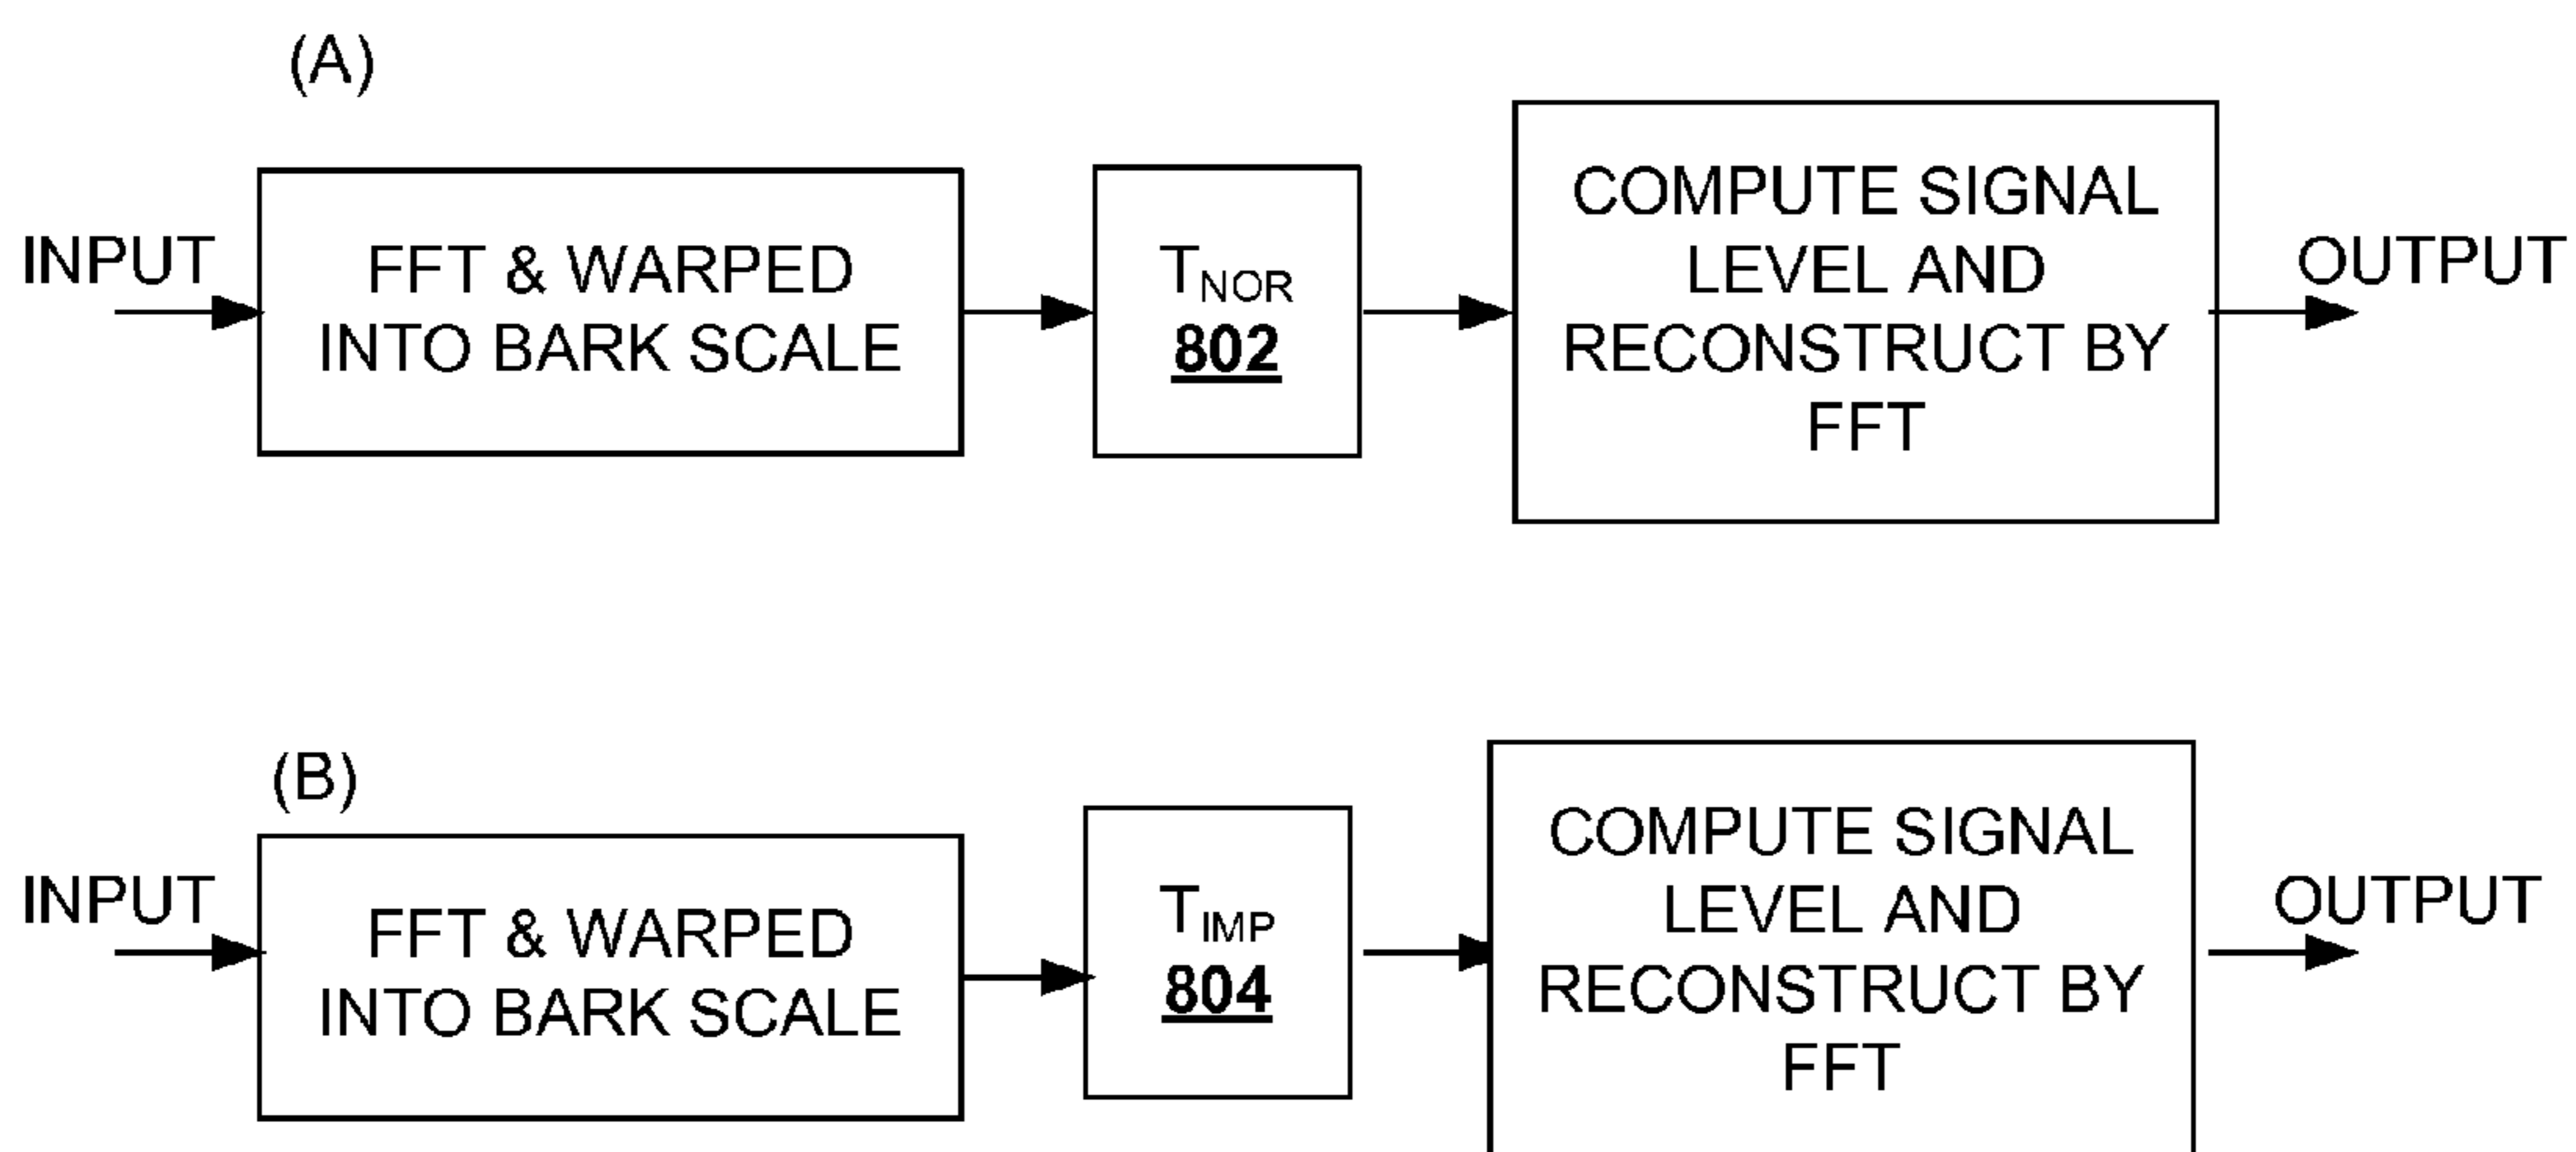 (A)
INPUT
FFT & WARPED
INTO BARK SCALE
TNOR
802
COMPUTE SIGNAL
LEVEL AND
RECONSTRUCT BY
FFT
OUTPUT
(B)
INPUT
FFT & WARPED
INTO BARK SCALE
TIMP
804
COMPUTE SIGNAL
LEVEL AND
RECONSTRUCT BY
FFT
OUTPUT